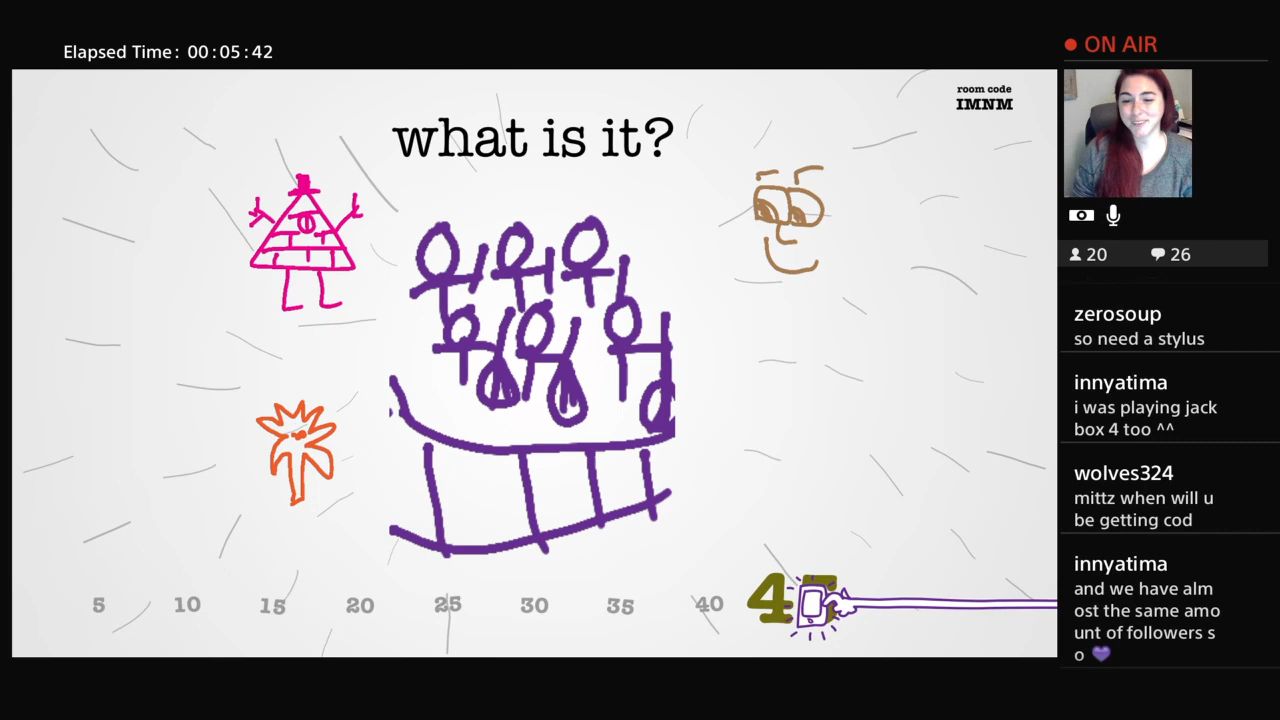 Elapsed Time: 00:05:42
ON AIR
room code
IMNM
what is it?
20
26
zerosoup
so need a stylus
innyatima
i was playing jack
box 4 too ^^
wolves324
mittz when will u
be getting cod
innyatima
and we have alm
ost the same amo
unt of followers s
o 💜
5 10 15 20 25 30 35 40